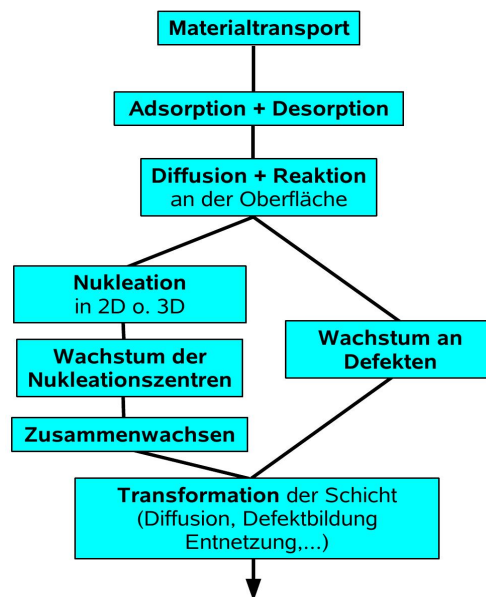 Materialtransport
Adsorption + Desorption
Diffusion + Reaktion
an der Oberfläche
Nukleation
in 2D o. 3D
Wachstum der
Nukleationszentren
Zusammenwachsen
Wachstum an
Defekten
Transformation der Schicht
(Diffusion, Defektbildung
Entnetzung,...)